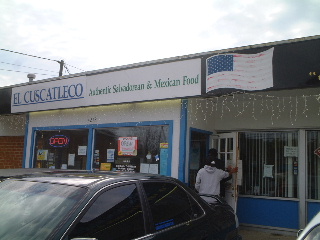 EL CUSCATLECO
Authentic Salvadorean & Mexican Food
OPEN